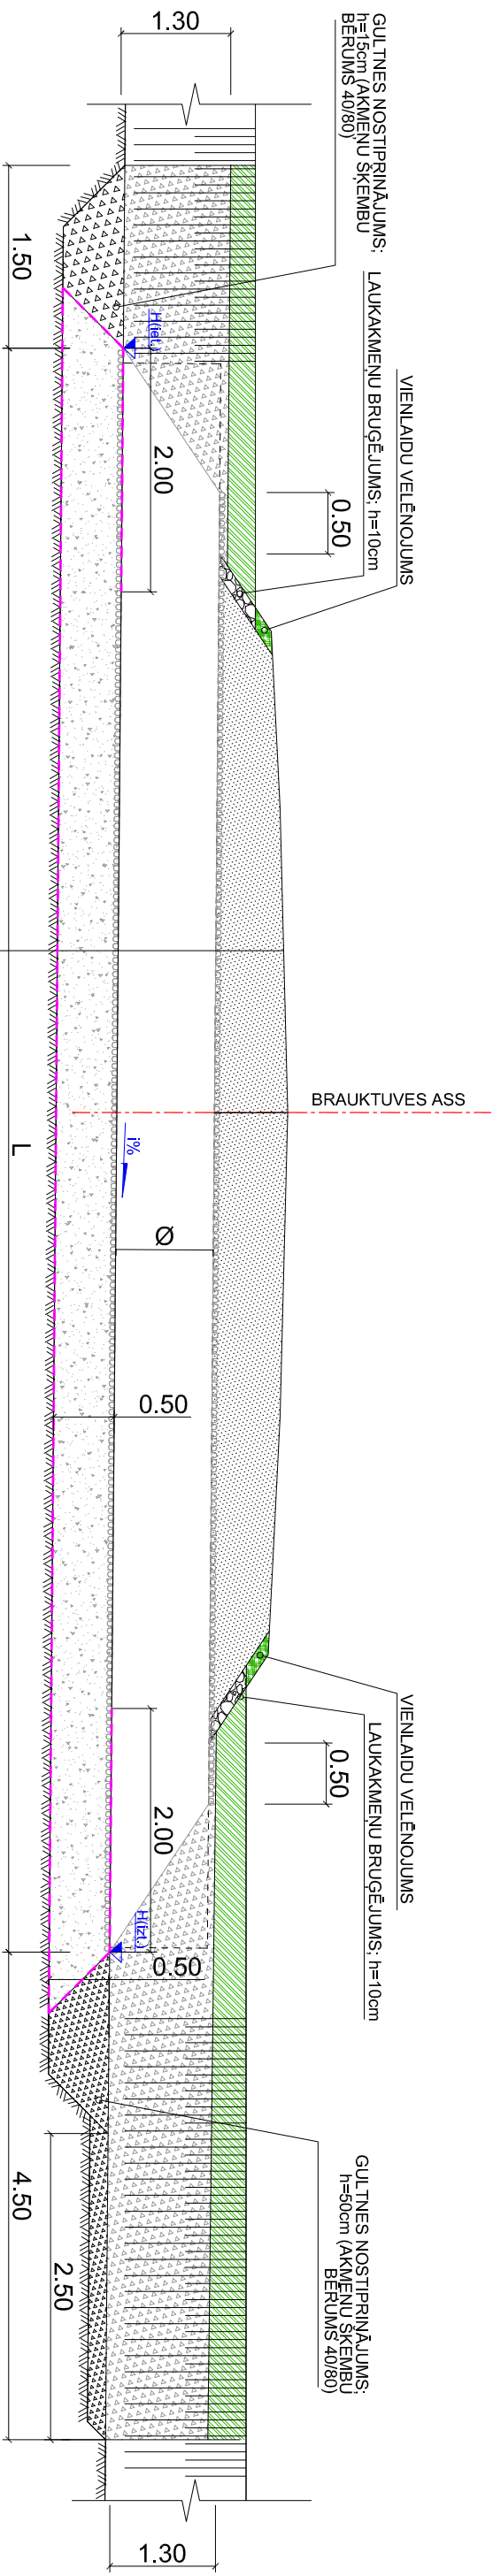 1.30
GULTNES NOSTIPRINĀJUMS;
h=15cm (AKMEŅU ŠĶEMBU
BĒRUMS 40/80)
LAUKAKMEŅU BRUĢĒJUMS; h=10cm
VIENLAIDU VELĒNOJUMS
0.50
H(iet.)
2.00
1.50
BRAUKTUVES ASS
i%
L
Ø
0.50
VIENLAIDU VELĒNOJUMS
LAUKAKMEŅU BRUĢĒJUMS; h=10cm
0.50
2.00
H(izt.)
0.50
GULTNES NOSTIPRINĀJUMS;
h=50cm (AKMEŅU ŠĶEMBU
BĒRUMS 40/80)
4.50
2.50
1.30